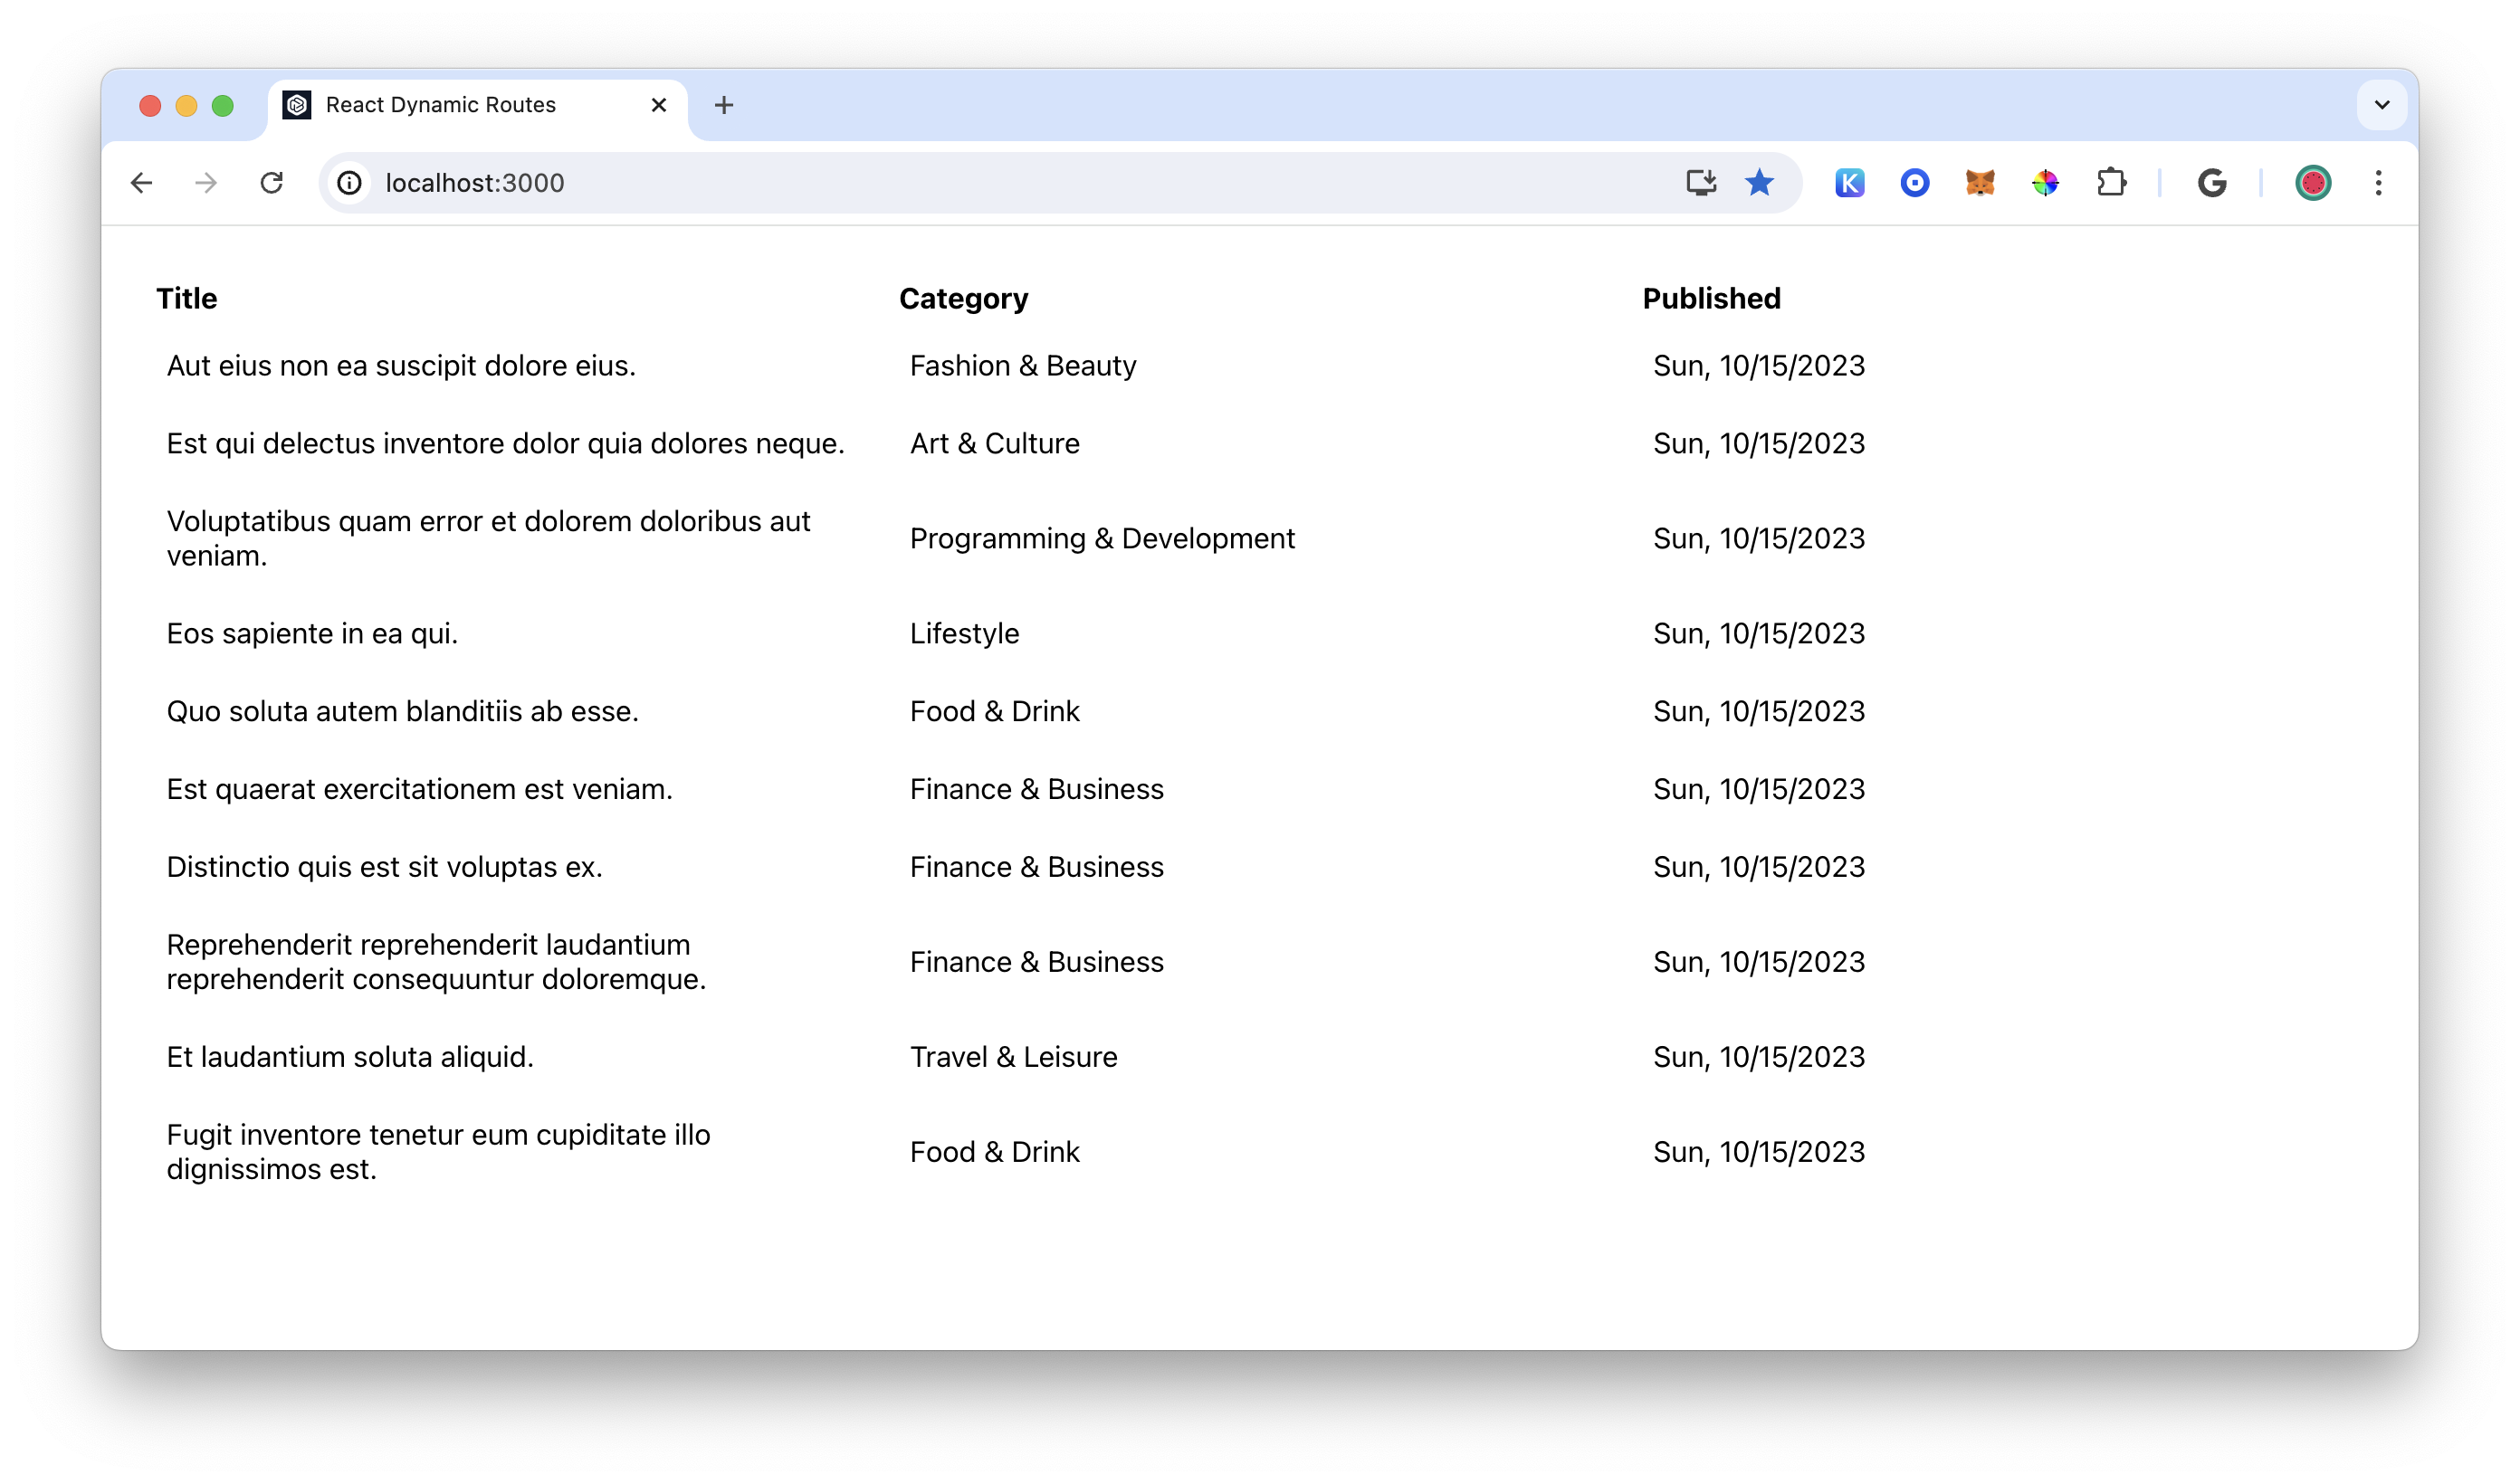 React Dynamic Routes
localhost:3000
Title Category Published
Aut eius non ea suscipit dolore eius. Fashion & Beauty Sun, 10/15/2023
Est qui delectus inventore dolor quia dolores neque. Art & Culture Sun, 10/15/2023
Voluptatibus quam error et dolorem doloribus aut
veniam. Programming & Development Sun, 10/15/2023
Eos sapiente in ea qui. Lifestyle Sun, 10/15/2023
Quo soluta autem blanditiis ab esse. Food & Drink Sun, 10/15/2023
Est quaerat exercitationem est veniam. Finance & Business Sun, 10/15/2023
Distinctio quis est sit voluptas ex. Finance & Business Sun, 10/15/2023
Reprehenderit reprehenderit laudantium
reprehenderit consequuntur doloremque. Finance & Business Sun, 10/15/2023
Et laudantium soluta aliquid. Travel & Leisure Sun, 10/15/2023
Fugit inventore tenetur eum cupiditate illo
dignissimos est. Food & Drink Sun, 10/15/2023